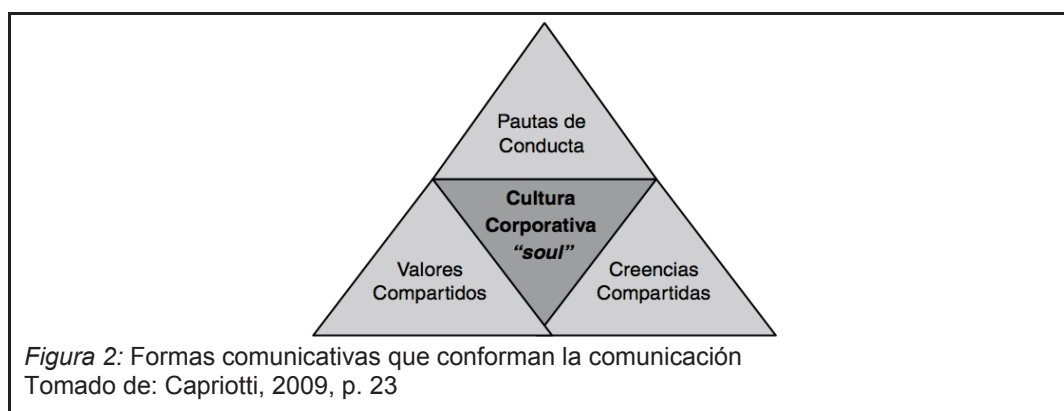 Pautas de
Conducta
Cultura
Corporativa
“soul”
Valores
Compartidos
Creencias
Compartidas
Figura 2: Formas comunicativas que conforman la comunicación
Tomado de: Capriotti, 2009, p. 23